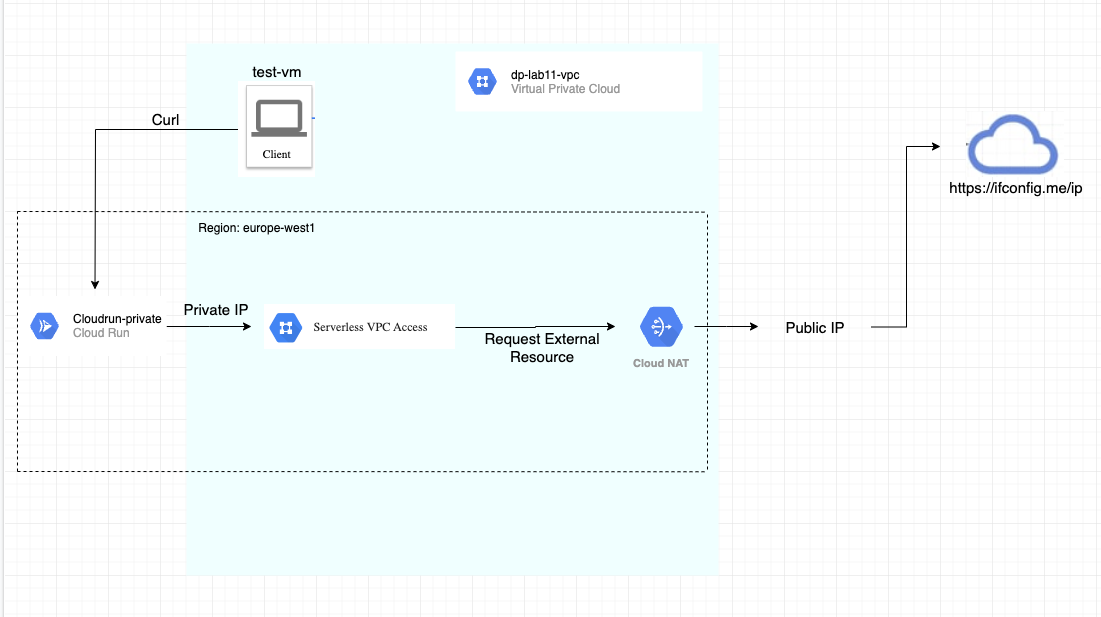 test-vm
dp-lab11-vpc
Virtual Private Cloud
Curl
Client
https://ifconfig.me/ip
Region: europe-west1
Private IP
Cloudrun-private
Cloud Run
Serverless VPC Access
Request External
Resource
Cloud NAT
Public IP